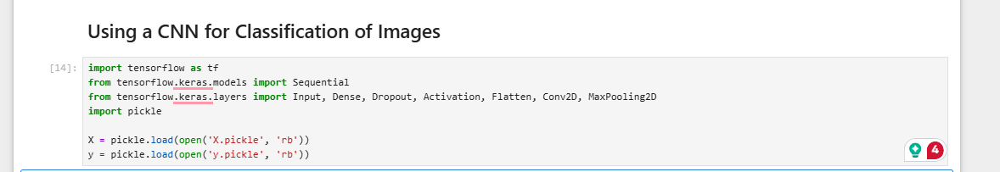 Using a CNN for Classification of Images
[14]:
import tensorflow as tf
from tensorflow.keras.models import Sequential
from tensorflow.keras.layers import Input, Dense, Dropout, Activation, Flatten, Conv2D, MaxPooling2D
import pickle
X = pickle.load(open('X.pickle', 'rb'))
y = pickle.load(open('y.pickle', 'rb'))
4